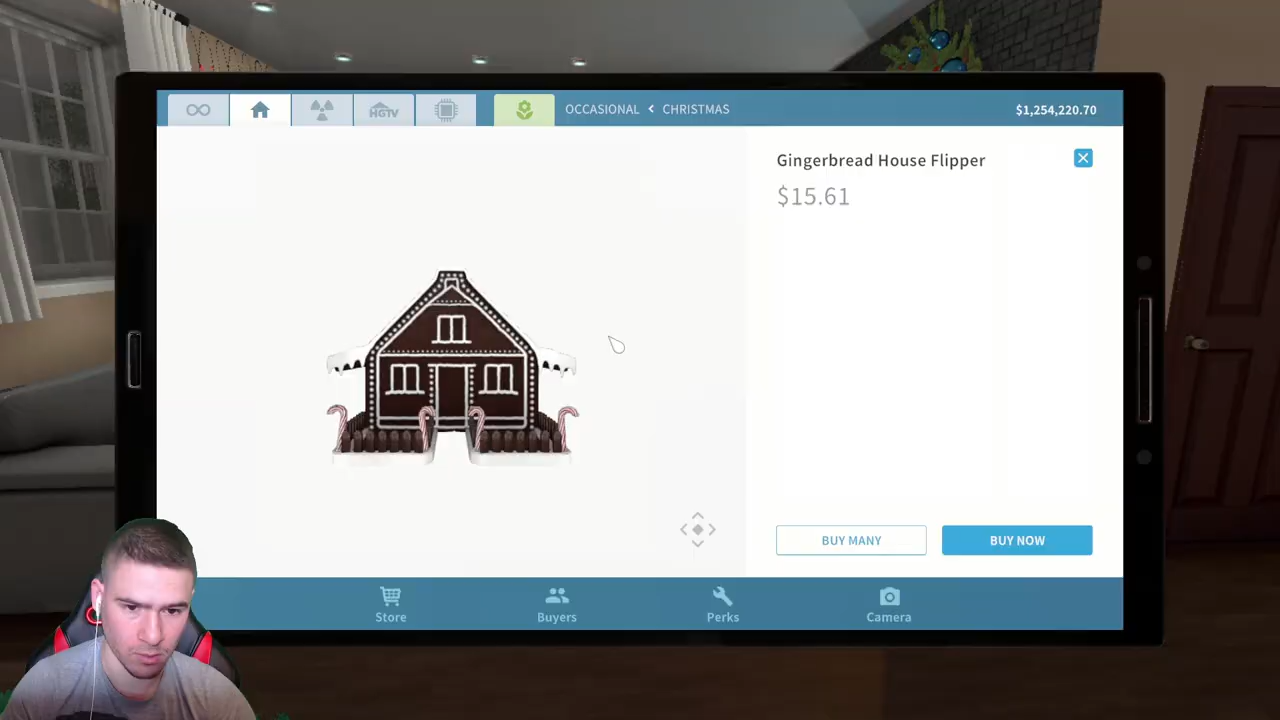 HGTV
OCCASIONAL < CHRISTMAS
$1,254,220.70
Gingerbread House Flipper
$15.61
BUY MANY
BUY NOW
Store
Buyers
Perks
Camera